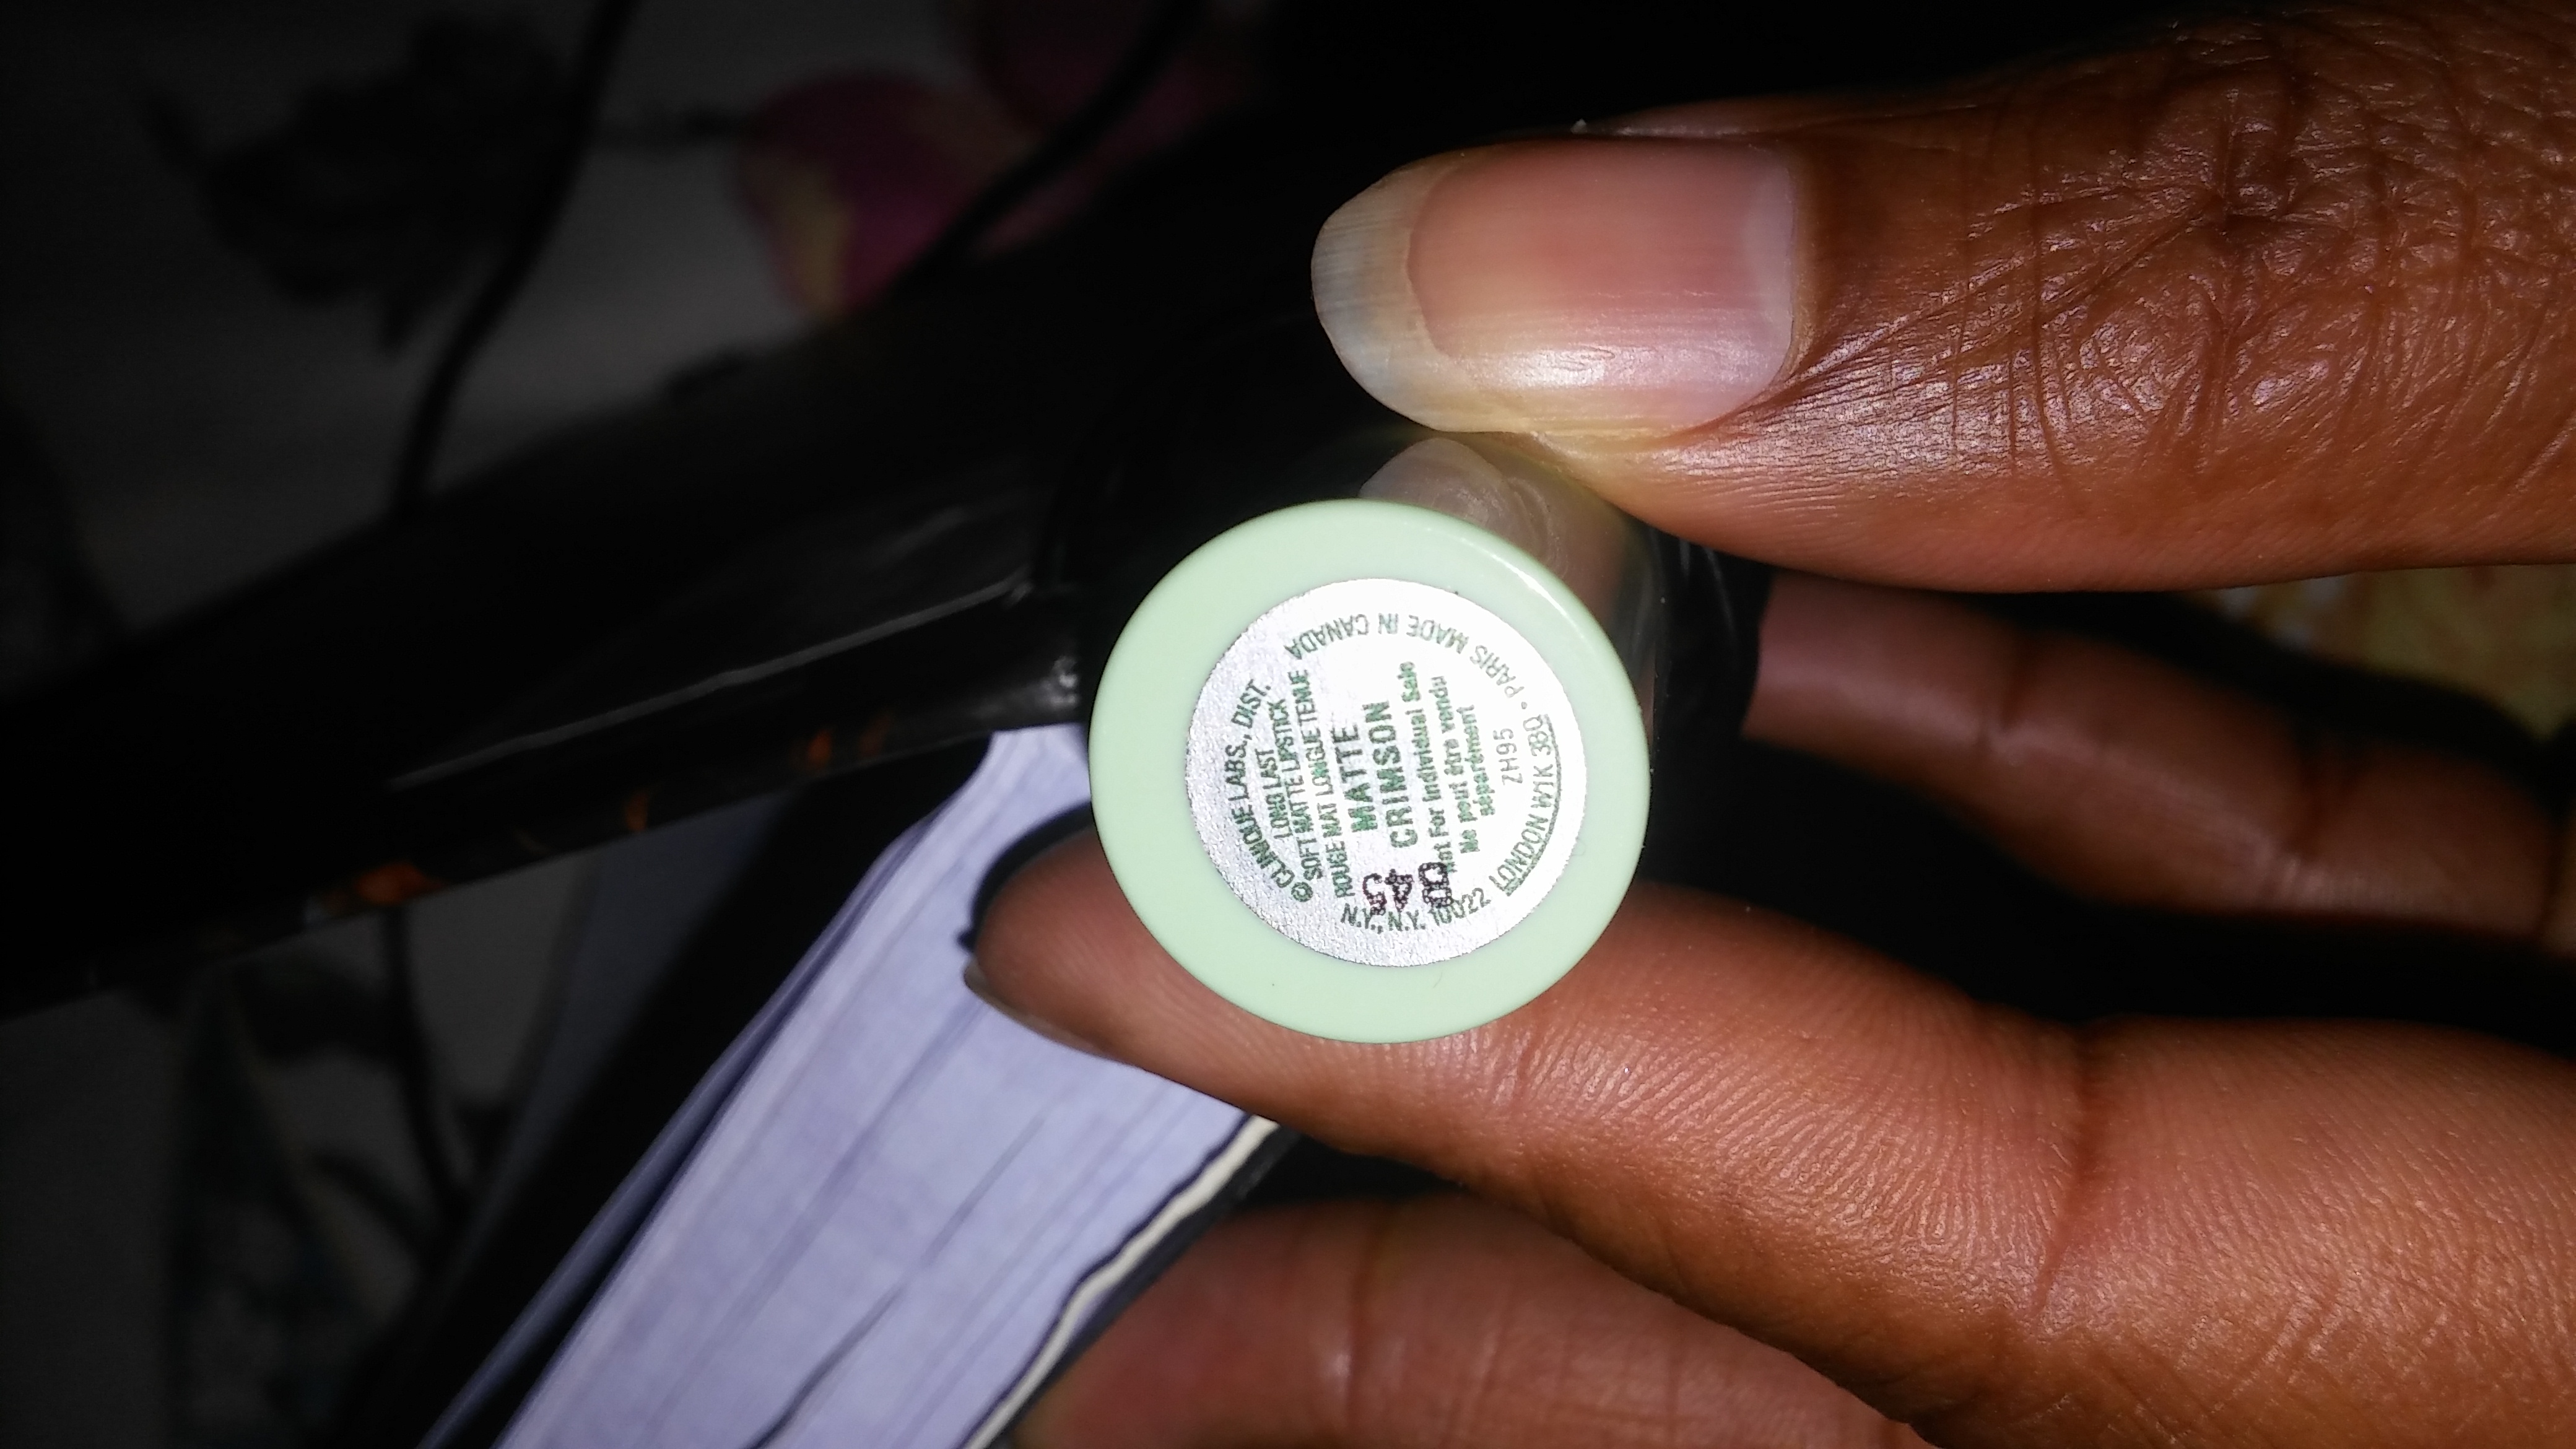 © CLINIQUE LABS., DIST.
LONG LAST
SOFT MATTE LIPSTICK
ROUGE MAT LONGUE TENUE
MATTE
CRIMSON
Not For Individual Sale
Ne peut être vendu
séparément
ZH95
N.Y., N.Y. 10022 LONDON W1K 3BQ • PARIS MADE IN CANADA